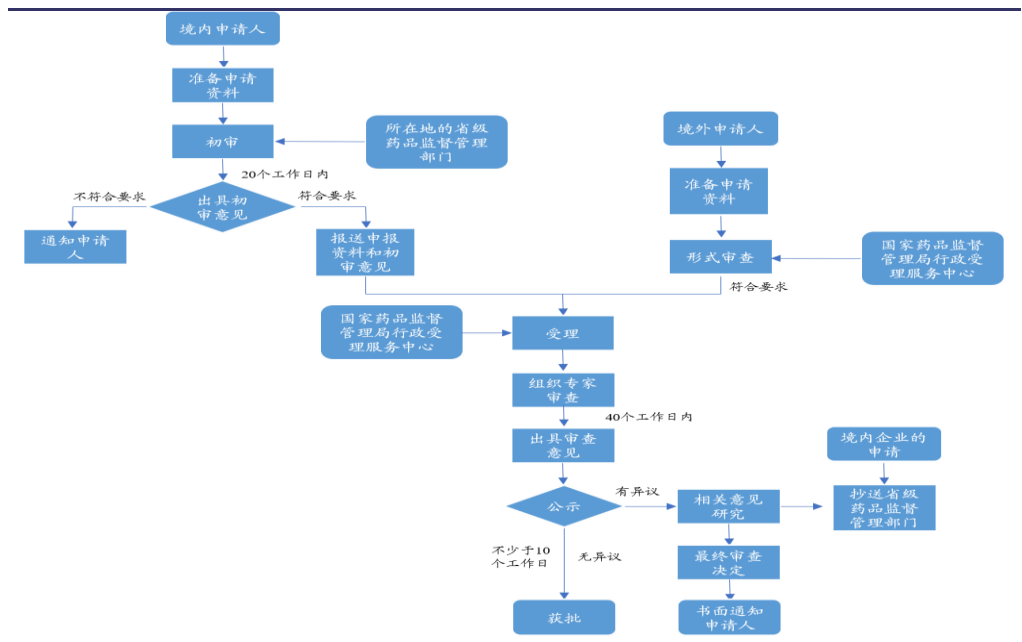 境内申请人
准备申请
资料
初审
所在地的省级
药品监督管理
部门
20个工作日内
不符合要求
出具初
审意见
符合要求
通知申请
人
报送申报
资料和初
审意见
境外申请人
准备申请
资料
形式审查
国家药品监督
管理局行政受
理服务中心
符合要求
国家药品监督
管理局行政受
理服务中心
受理
组织专家
审查
40个工作日内
出具审查
意见
公示
有异议
相关意见
研究
境内企业的
申请
抄送省级
药品监督
管理部门
不少于10
个工作日
无异议
最终审查
决定
获批
书面通知
申请人